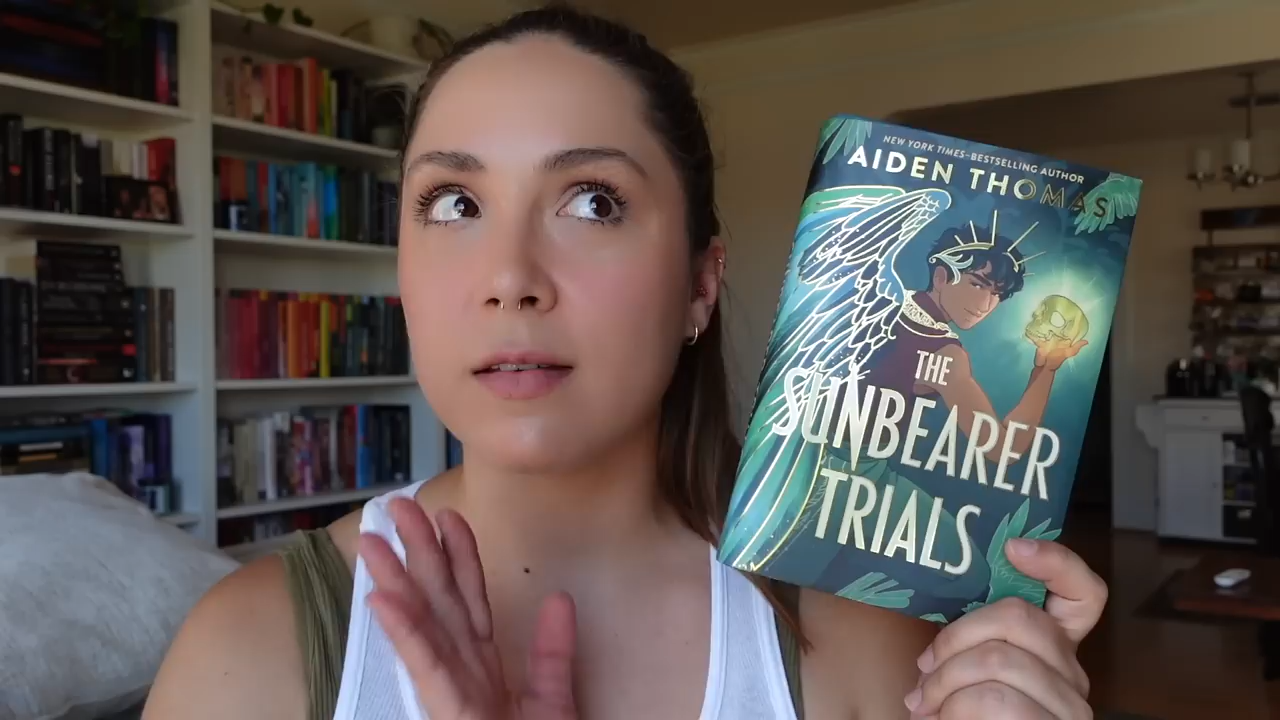 NEW YORK TIMES-BESTSELLING AUTHOR
AIDEN THOMAS
THE
SUNBEARER
TRIALS